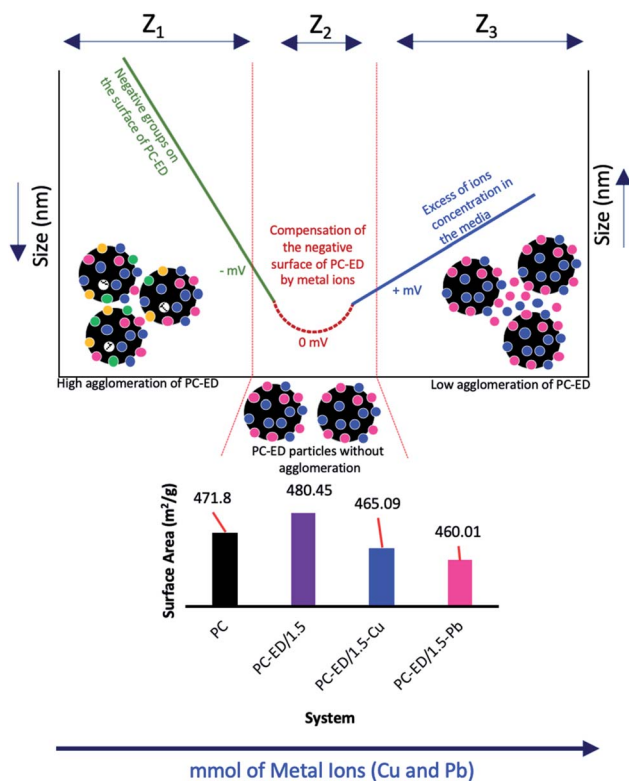 Z1
Z2
Z3
Negative groups on
the surface of PC-ED
Size (nm)
- mV
Compensation of
the negative
surface of PC-ED
by metal ions
0 mV
Excess of ions
concentration in
the media
+ mV
Size (nm)
High agglomeration of PC-ED
Low agglomeration of PC-ED
PC-ED particles without
agglomeration
Surface Area (m²/g)
471.8
480.45
465.09
460.01
PC
PC-ED/1.5
PC-ED/1.5-Cu
PC-ED/1.5-Pb
System
mmol of Metal Ions (Cu and Pb)